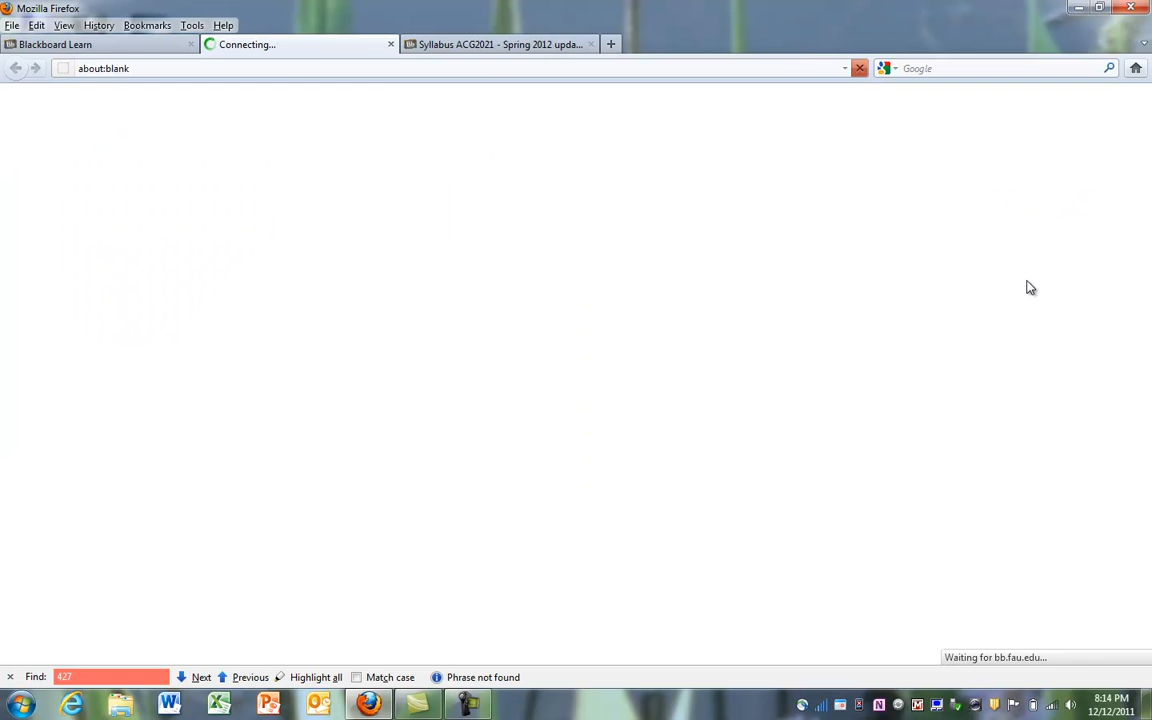 Mozilla Firefox
File Edit View History Bookmarks Tools Help
Blackboard Learn
Connecting...
Syllabus ACG2021 - Spring 2012 upda...
about:blank
Google
Waiting for bb.fau.edu...
Find: 427 Next Previous Highlight all Match case Phrase not found
8:14 PM
12/12/2011